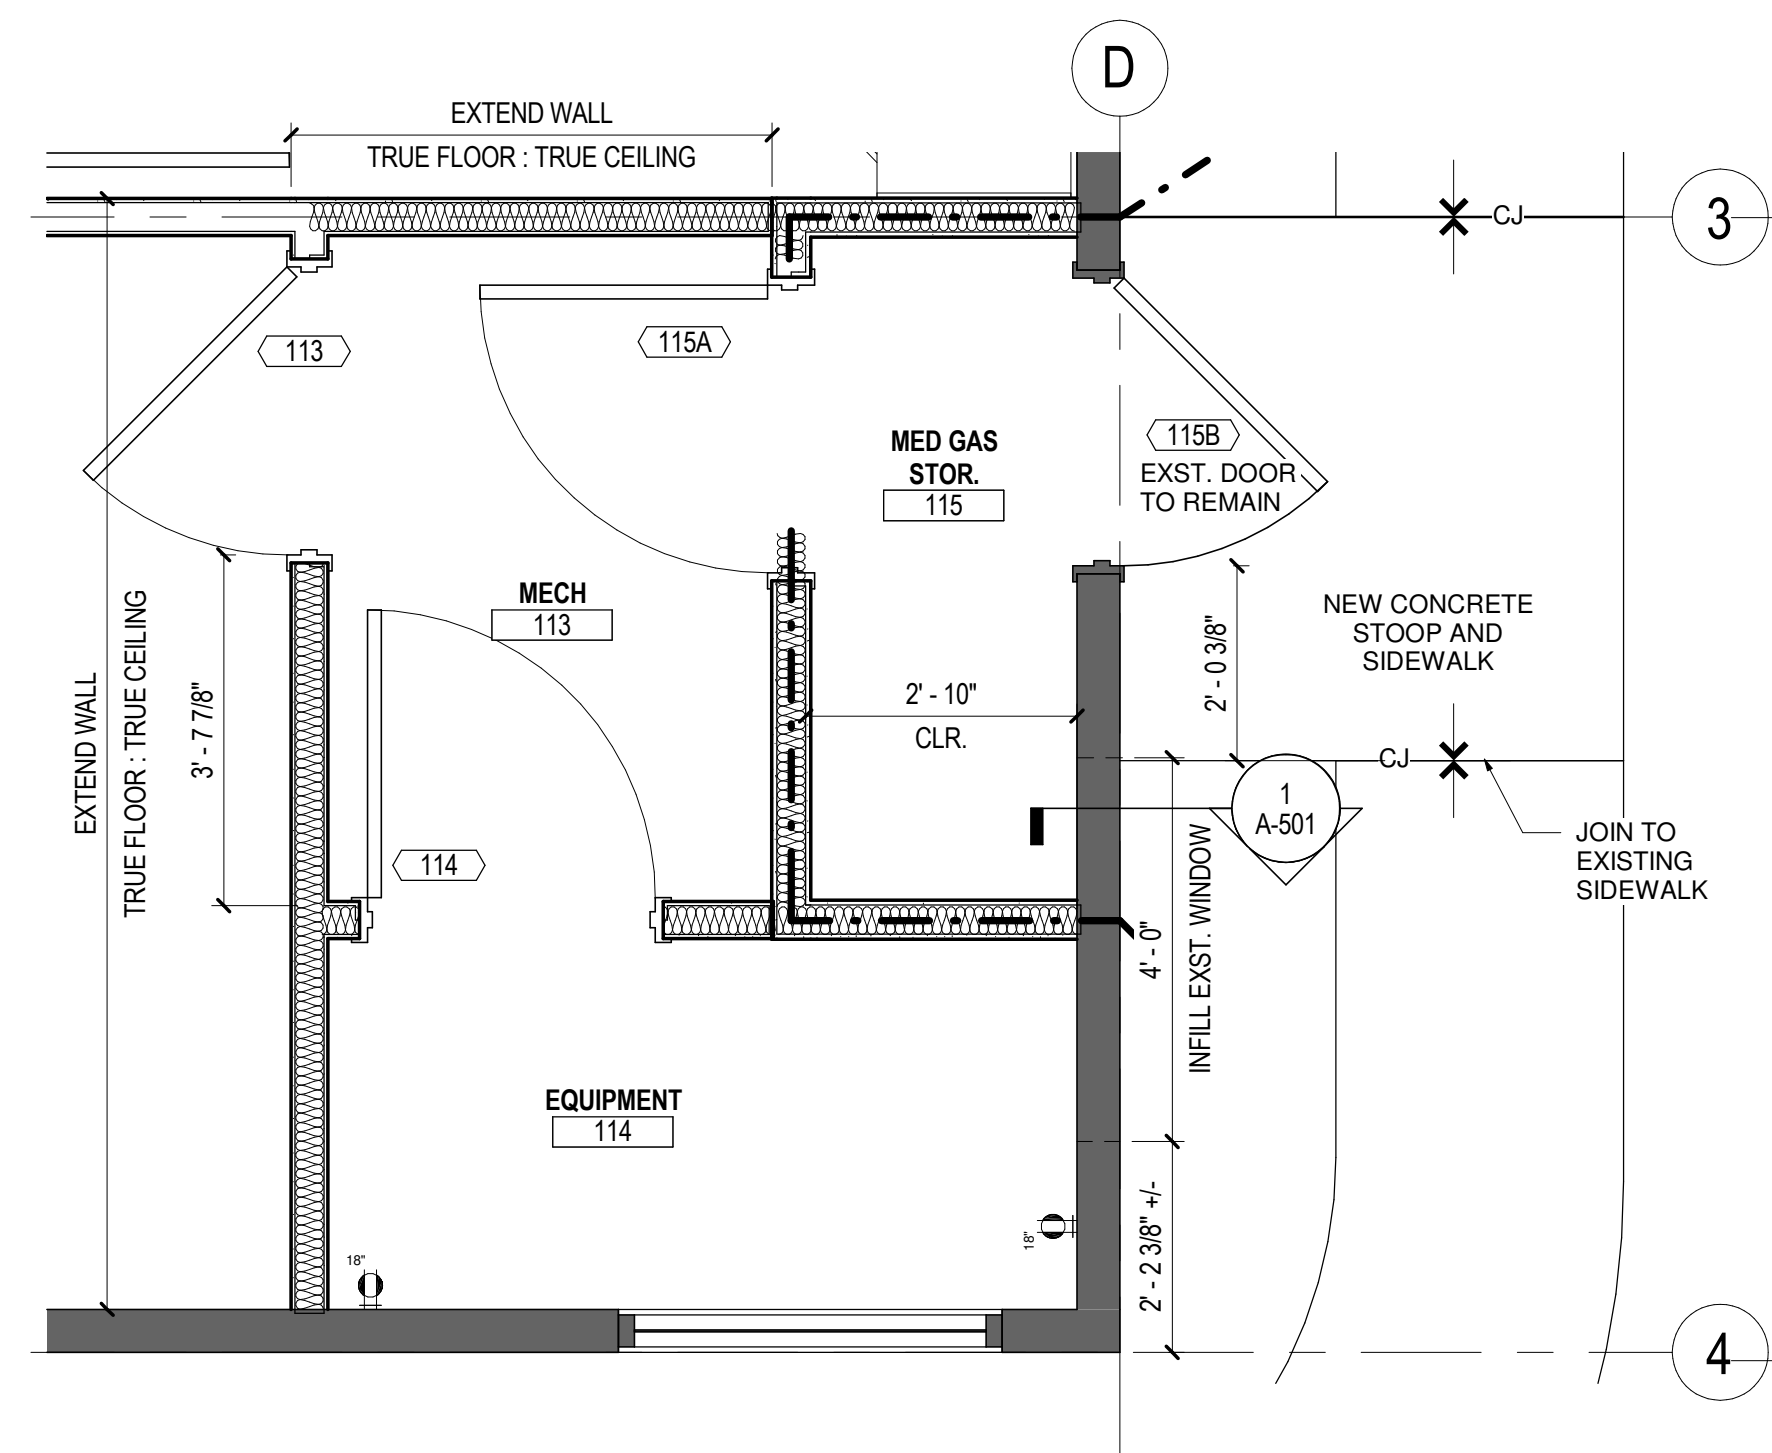 D
EXTEND WALL
TRUE FLOOR : TRUE CEILING
CJ
3
113
115A
MED GAS
STOR.
115
115B
EXST. DOOR
TO REMAIN
MECH
113
EXTEND WALL
TRUE FLOOR : TRUE CEILING
3' - 7 7/8"
2' - 10"
CLR.
2' - 0 3/8"
NEW CONCRETE
STOOP AND
SIDEWALK
CJ
1
A-501
JOIN TO
EXISTING
SIDEWALK
114
4' - 0"
INFILL EXST. WINDOW
EQUIPMENT
114
2' - 2 3/8" +/-
18"
18"
4